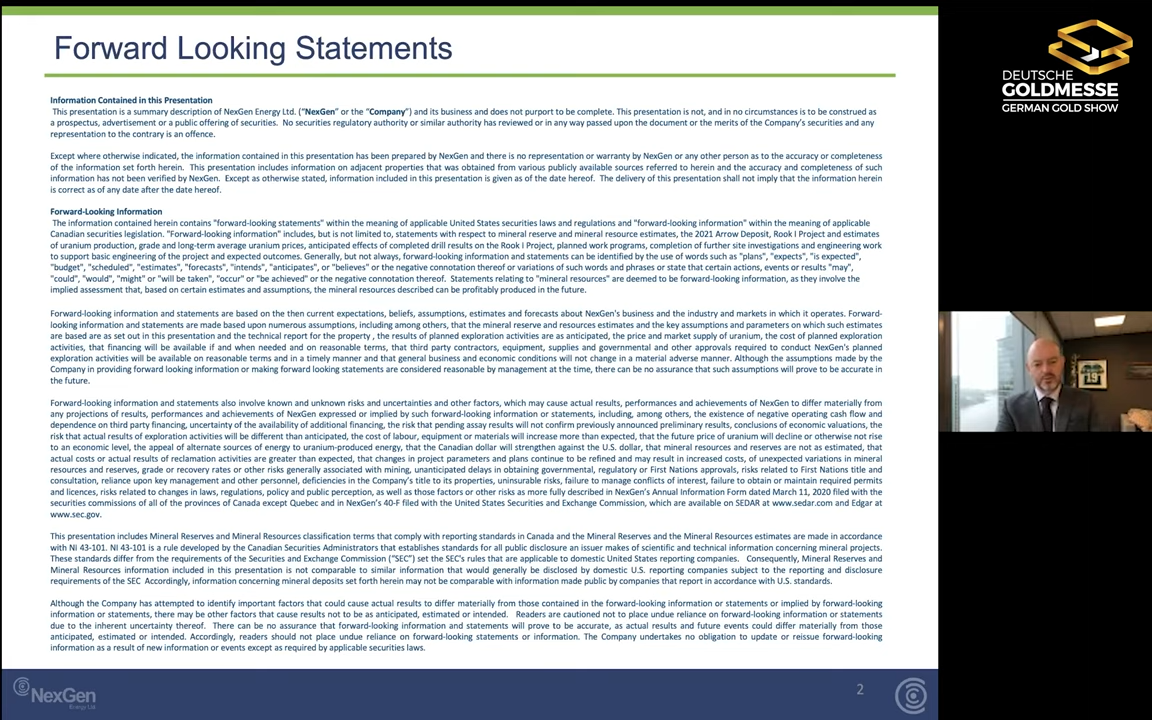 Forward Looking Statements
Information Contained in this Presentation
This presentation is a summary description of NexGen Energy Ltd. ("NexGen" or the "Company") and its business and does not purport to be complete. This presentation is not, and in no circumstances is to be construed as
a prospectus, advertisement or a public offering of securities. No securities regulatory authority or similar authority has reviewed or in any way passed upon the document or the merits of the Company's securities and any
representation to the contrary is an offence.
Except where otherwise indicated, the information contained in this presentation has been prepared by NexGen and there is no representation or warranty by NexGen or any other person as to the accuracy or completeness
of the information set forth herein. This presentation includes information on adjacent properties that was obtained from various publicly available sources referred to herein and the accuracy and completeness of such
information has not been verified by NexGen. Except as otherwise stated, information included in this presentation is given as of the date hereof. The delivery of this presentation shall not imply that the information herein
is correct as of any date after the date hereof.
Forward-Looking Information
The information contained herein contains "forward-looking statements" within the meaning of applicable United States securities laws and regulations and "forward-looking information" within the meaning of applicable
Canadian securities legislation. "Forward-looking information" includes, but is not limited to, statements with respect to mineral reserve and mineral resource estimates, the 2021 Arrow Deposit, Rook I Project and estimates
of uranium production, grade and long-term average uranium prices, anticipated effects of completed drill results on the Rook I Project, planned work programs, completion of further site investigations and engineering work
to support basic engineering of the project and expected outcomes. Generally, but not always, forward-looking information and statements can be identified by the use of words such as "plans", "expects", "is expected",
"budget", "scheduled", "estimates", "forecasts", "intends", "anticipates", or "believes" or the negative connotation thereof or variations of such words and phrases or state that certain actions, events or results "may",
"could", "would", "might" or "will be taken", "occur" or "be achieved" or the negative connotation thereof. Statements relating to "mineral resources" are deemed to be forward-looking information, as they involve the
implied assessment that, based on certain estimates and assumptions, the mineral resources described can be profitably produced in the future.
Forward-looking information and statements are based on the then current expectations, beliefs, assumptions, estimates and forecasts about NexGen's business and the industry and markets in which it operates. Forward-
looking information and statements are made based upon numerous assumptions, including among others, that the mineral reserve and resources estimates and the key assumptions and parameters on which such estimates
are based are as set out in this presentation and the technical report for the property , the results of planned exploration activities are as anticipated, the price and market supply of uranium, the cost of planned exploration
activities, that financing will be available if and when needed and on reasonable terms, that third party contractors, equipment, supplies and governmental and other approvals required to conduct NexGen's planned
exploration activities will be available on reasonable terms and in a timely manner and that general business and economic conditions will not change in a material adverse manner. Although the assumptions made by the
Company in providing forward looking information or making forward looking statements are considered reasonable by management at the time, there can be no assurance that such assumptions will prove to be accurate in
the future.
Forward-looking information and statements also involve known and unknown risks and uncertainties and other factors, which may cause actual results, performances and achievements of NexGen to differ materially from
any projections of results, performances and achievements of NexGen expressed or implied by such forward-looking information or statements, including, among others, the existence of negative operating cash flow and
dependence on third party financing, uncertainty of the availability of additional financing, the risk that pending assay results will not confirm previously announced preliminary results, conclusions of economic valuations, the
risk that actual results of exploration activities will be different than anticipated, the cost of labour, equipment or materials will increase more than expected, that the future price of uranium will decline or otherwise not rise
to an economic level, the appeal of alternate sources of energy to uranium-produced energy, that the Canadian dollar will strengthen against the U.S. dollar, that mineral resources and reserves are not as estimated, that
actual costs or actual results of reclamation activities are greater than expected, that changes in project parameters and plans continue to be refined and may result in increased costs, of unexpected variations in mineral
resources and reserves, grade or recovery rates or other risks generally associated with mining, unanticipated delays in obtaining governmental, regulatory or First Nations approvals, risks related to First Nations title and
consultation, reliance upon key management and other personnel, deficiencies in the Company's title to its properties, uninsurable risks, failure to manage conflicts of interest, failure to obtain or maintain required permits
and licences, risks related to changes in laws, regulations, policy and public perception, as well as those factors or other risks as more fully described in NexGen's Annual Information Form dated March 11, 2020 filed with the
securities commissions of all of the provinces of Canada except Quebec and in NexGen's 40-F filed with the United States Securities and Exchange Commission, which are available on SEDAR at www.sedar.com and Edgar at
www.sec.gov.
This presentation includes Mineral Reserves and Mineral Resources classification terms that comply with reporting standards in Canada and the Mineral Reserves and the Mineral Resources estimates are made in accordance
with NI 43-101. NI 43-101 is a rule developed by the Canadian Securities Administrators that establishes standards for all public disclosure an issuer makes of scientific and technical information concerning mineral projects.
These standards differ from the requirements of the Securities and Exchange Commission ("SEC") set the SEC's rules that are applicable to domestic United States reporting companies. Consequently, Mineral Reserves and
Mineral Resources information included in this presentation is not comparable to similar information that would generally be disclosed by domestic U.S. reporting companies subject to the reporting and disclosure
requirements of the SEC Accordingly, information concerning mineral deposits set forth herein may not be comparable with information made public by companies that report in accordance with U.S. standards.
Although the Company has attempted to identify important factors that could cause actual results to differ materially from those contained in the forward-looking information or statements or implied by forward-looking
information or statements, there may be other factors that cause results not to be as anticipated, estimated or intended. Readers are cautioned not to place undue reliance on forward-looking information or statements
due to the inherent uncertainty thereof. There can be no assurance that forward-looking information and statements will prove to be accurate, as actual results and future events could differ materially from those
anticipated, estimated or intended. Accordingly, readers should not place undue reliance on forward-looking statements or information. The Company undertakes no obligation to update or reissue forward-looking
information as a result of new information or events except as required by applicable securities laws.
NexGen
Energy Ltd
2
DEUTSCHE
GOLDMESSE
GERMAN GOLD SHOW
19